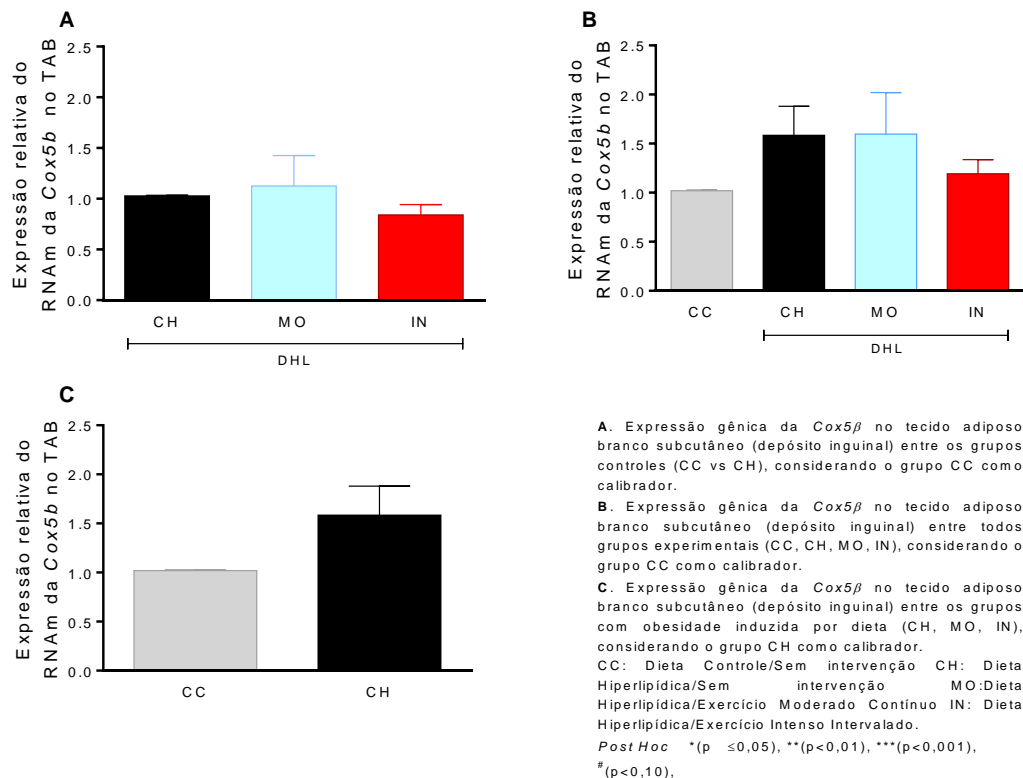 A
Expressão relativa do
RNAm da Cox5b no TAB
2.5
2.0
1.5
1.0
0.5
0.0
CH
MO
IN
DHL
B
Expressão relativa do
RNAm da Cox5b no TAB
2.5
2.0
1.5
1.0
0.5
0.0
CC
CH
MO
IN
DHL
C
Expressão relativa do
RNAm da Cox5b no TAB
2.5
2.0
1.5
1.0
0.5
0.0
CC
CH
A. Expressão gênica da Cox5β no tecido adiposo
branco subcutâneo (depósito inguinal) entre os grupos
controles (CC vs CH), considerando o grupo CC como
calibrador.
B. Expressão gênica da Cox5β no tecido adiposo
branco subcutâneo (depósito inguinal) entre todos
grupos experimentais (CC, CH, MO, IN), considerando o
grupo CC como calibrador.
C. Expressão gênica da Cox5β no tecido adiposo
branco subcutâneo (depósito inguinal) entre os grupos
com obesidade induzida por dieta (CH, MO, IN),
considerando o grupo CH como calibrador.
CC: Dieta Controle/Sem intervenção CH: Dieta
Hiperlipídica/Sem intervenção MO:Dieta
Hiperlipídica/Exercício Moderado Contínuo IN: Dieta
Hiperlipídica/Exercício Intenso Intervalado.
Post Hoc *(p ≤0,05), **(p<0,01), ***(p<0,001),
#(p<0,10),